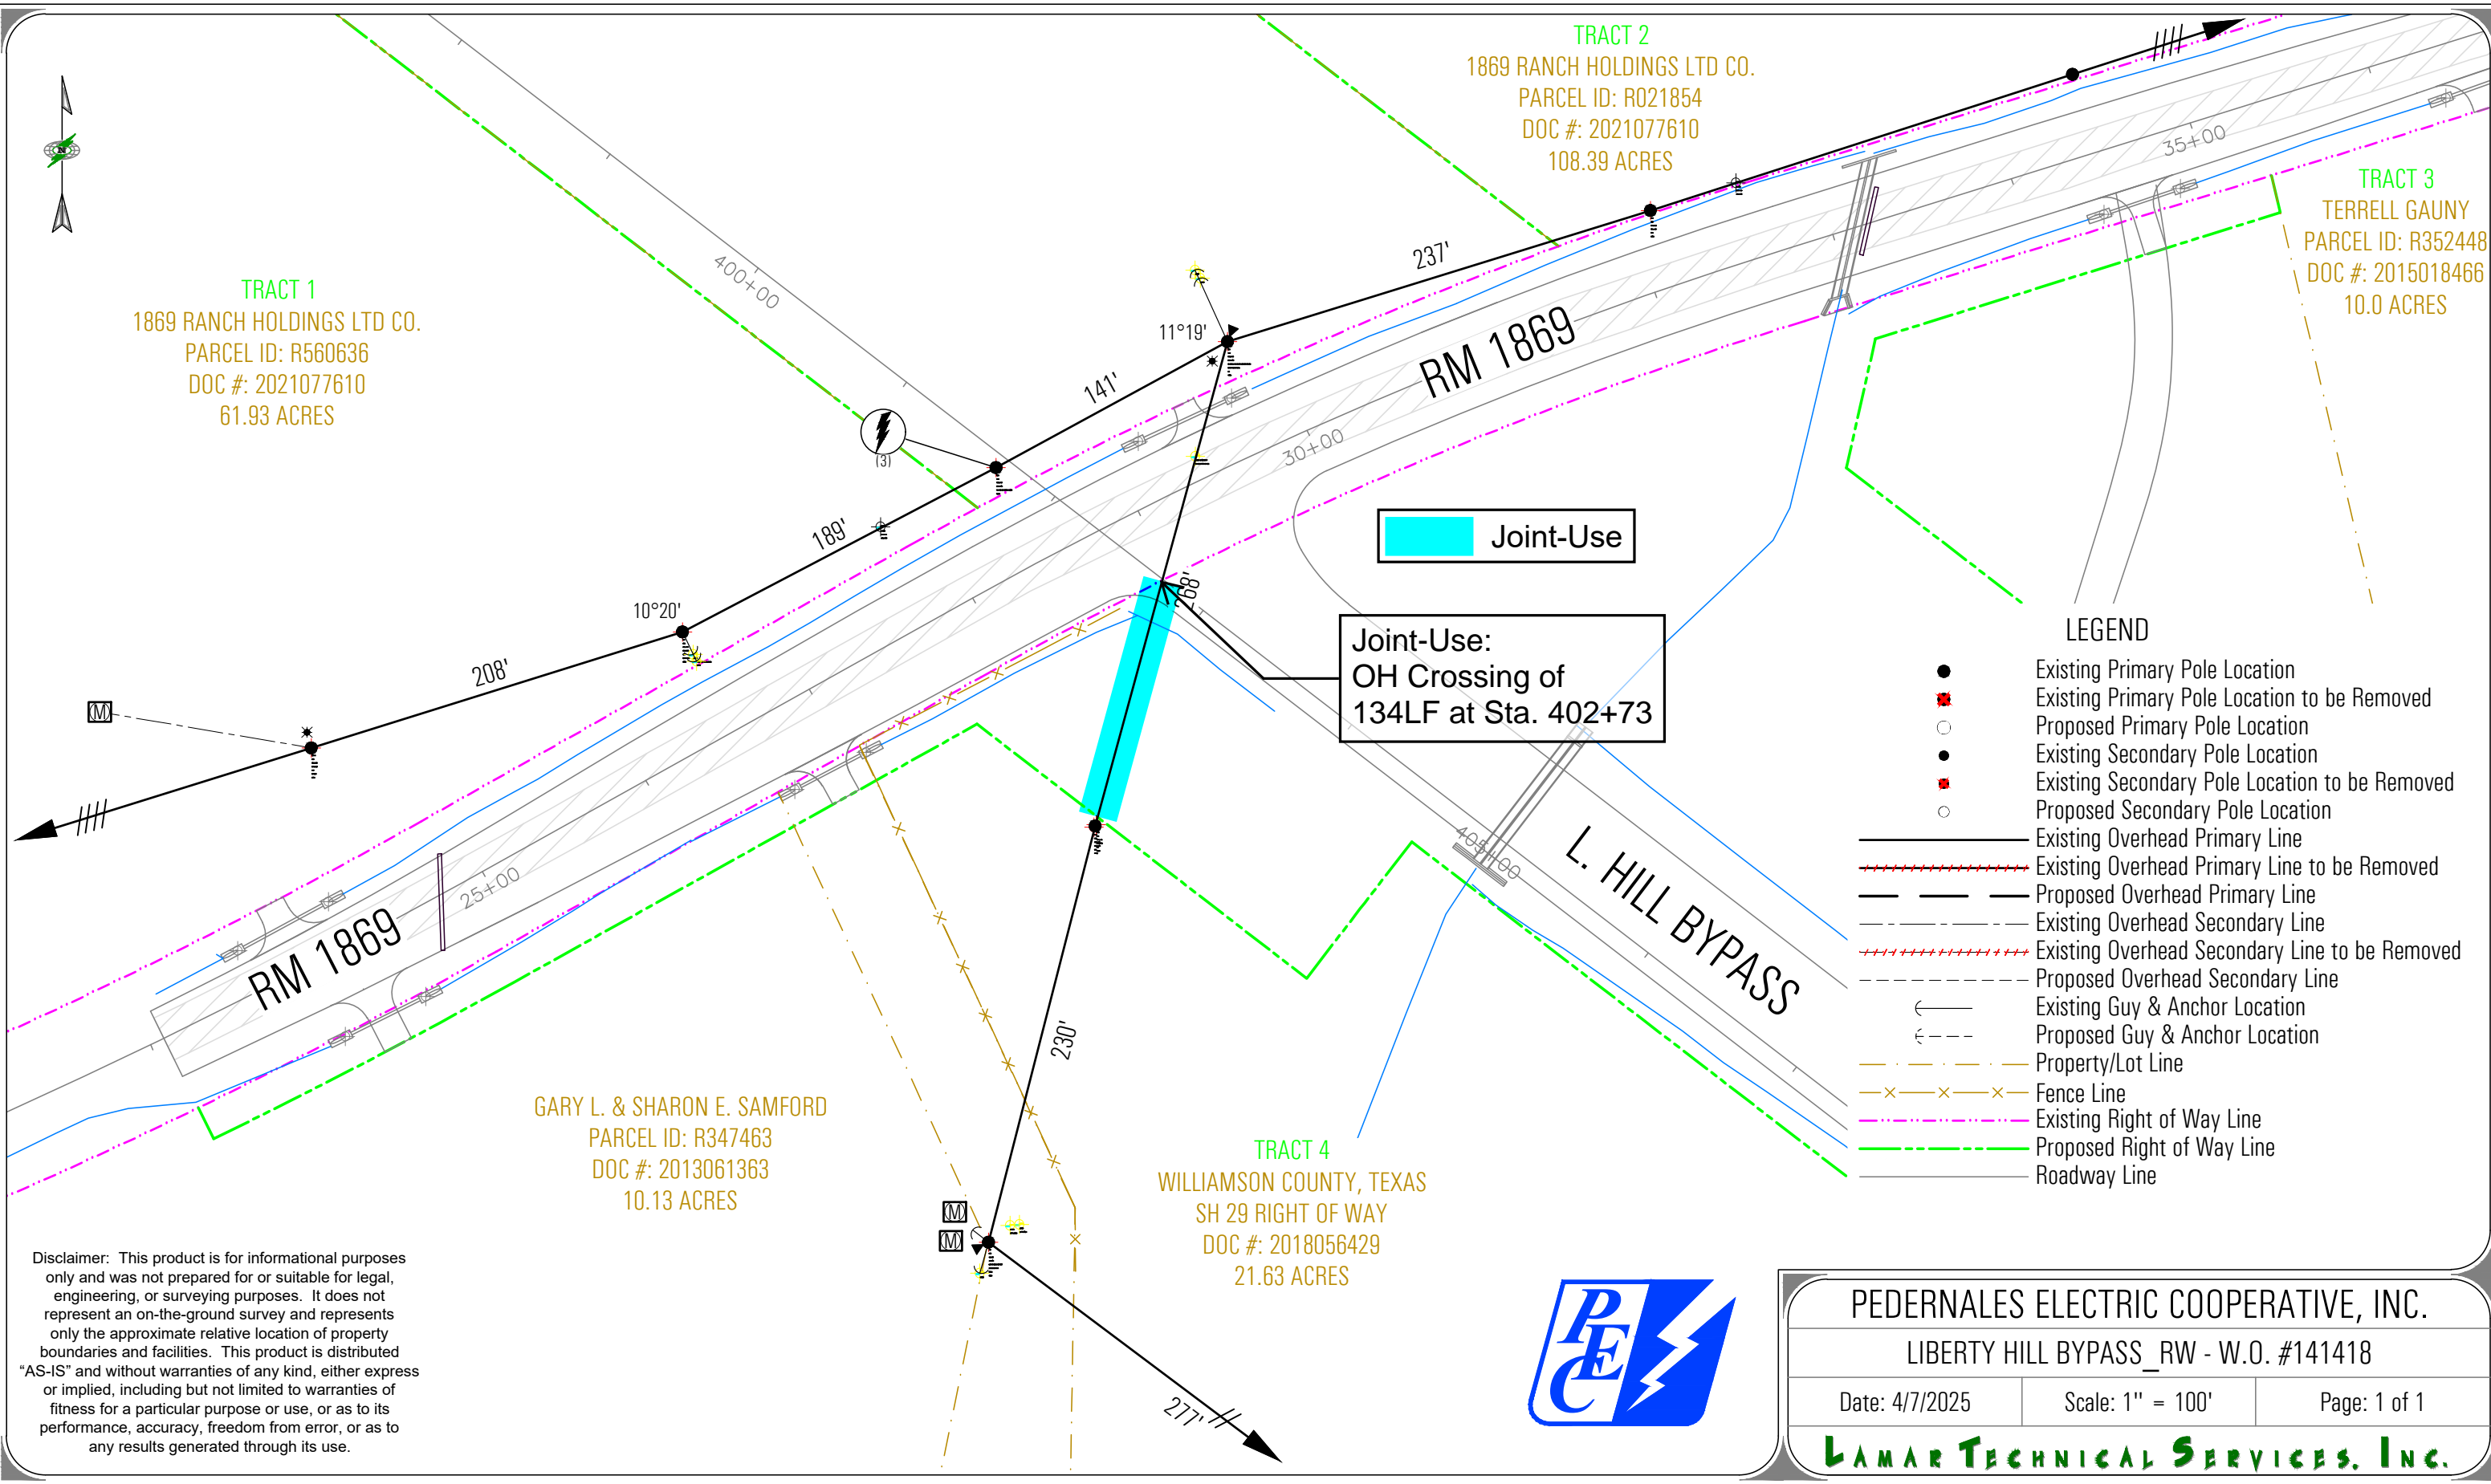 TRACT 2
1869 RANCH HOLDINGS LTD CO.
PARCEL ID: R021854
DOC #: 2021077610
108.39 ACRES
35+00
TRACT 3
TERRELL GAUNY
PARCEL ID: R352448
DOC #: 2015018466
10.0 ACRES
N
TRACT 1
1869 RANCH HOLDINGS LTD CO.
PARCEL ID: R560636
DOC #: 2021077610
61.93 ACRES
400+00
237'
11°19'
141'
RM 1869
30+00
(3)
189'
Joint-Use
268'
10°20'
208'
Joint-Use:
OH Crossing of
134LF at Sta. 402+73
(M)
25+00
RM 1869
405+00
L. HILL BYPASS
230'
LEGEND
Existing Primary Pole Location
Existing Primary Pole Location to be Removed
Proposed Primary Pole Location
Existing Secondary Pole Location
Existing Secondary Pole Location to be Removed
Proposed Secondary Pole Location
Existing Overhead Primary Line
Existing Overhead Primary Line to be Removed
Proposed Overhead Primary Line
Existing Overhead Secondary Line
Existing Overhead Secondary Line to be Removed
Proposed Overhead Secondary Line
Existing Guy & Anchor Location
Proposed Guy & Anchor Location
Property/Lot Line
Fence Line
Existing Right of Way Line
Proposed Right of Way Line
Roadway Line
GARY L. & SHARON E. SAMFORD
PARCEL ID: R347463
DOC #: 2013061363
10.13 ACRES
TRACT 4
WILLIAMSON COUNTY, TEXAS
SH 29 RIGHT OF WAY
DOC #: 2018056429
21.63 ACRES
(M)
(M)
277'
Disclaimer: This product is for informational purposes
only and was not prepared for or suitable for legal,
engineering, or surveying purposes. It does not
represent an on-the-ground survey and represents
only the approximate relative location of property
boundaries and facilities. This product is distributed
“AS-IS” and without warranties of any kind, either express
or implied, including but not limited to warranties of
fitness for a particular purpose or use, or as to its
performance, accuracy, freedom from error, or as to
any results generated through its use.
PEC
PEDERNALES ELECTRIC COOPERATIVE, INC.
LIBERTY HILL BYPASS_RW - W.O. #141418
Date: 4/7/2025
Scale: 1" = 100'
Page: 1 of 1
LAMAR TECHNICAL SERVICES, INC.